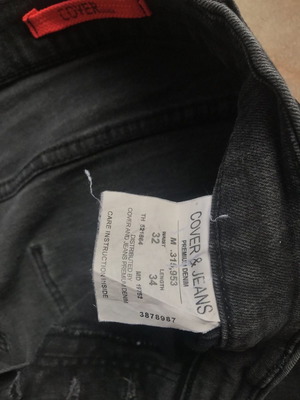 COVER
COVER & JEANS
PREMIUM DENIM
WAIST LENGTH
32 34
DISTRIBUTED BY
COVER AND JEANS PREMIUM DENIM
CARE INSTRUCTION INSIDE
3878987